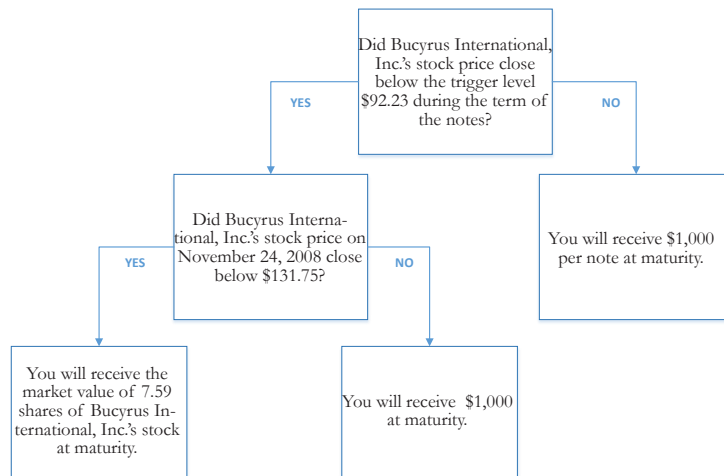 Did Bucyrus International,
Inc.'s stock price close
below the trigger level
$92.23 during the term of
the notes?
YES
NO
Did Bucyrus Interna-
tional, Inc.'s stock price on
November 24, 2008 close
below $131.75?
You will receive $1,000
per note at maturity.
YES
NO
You will receive the
market value of 7.59
shares of Bucyrus In-
ternational, Inc.'s stock
at maturity.
You will receive $1,000
at maturity.